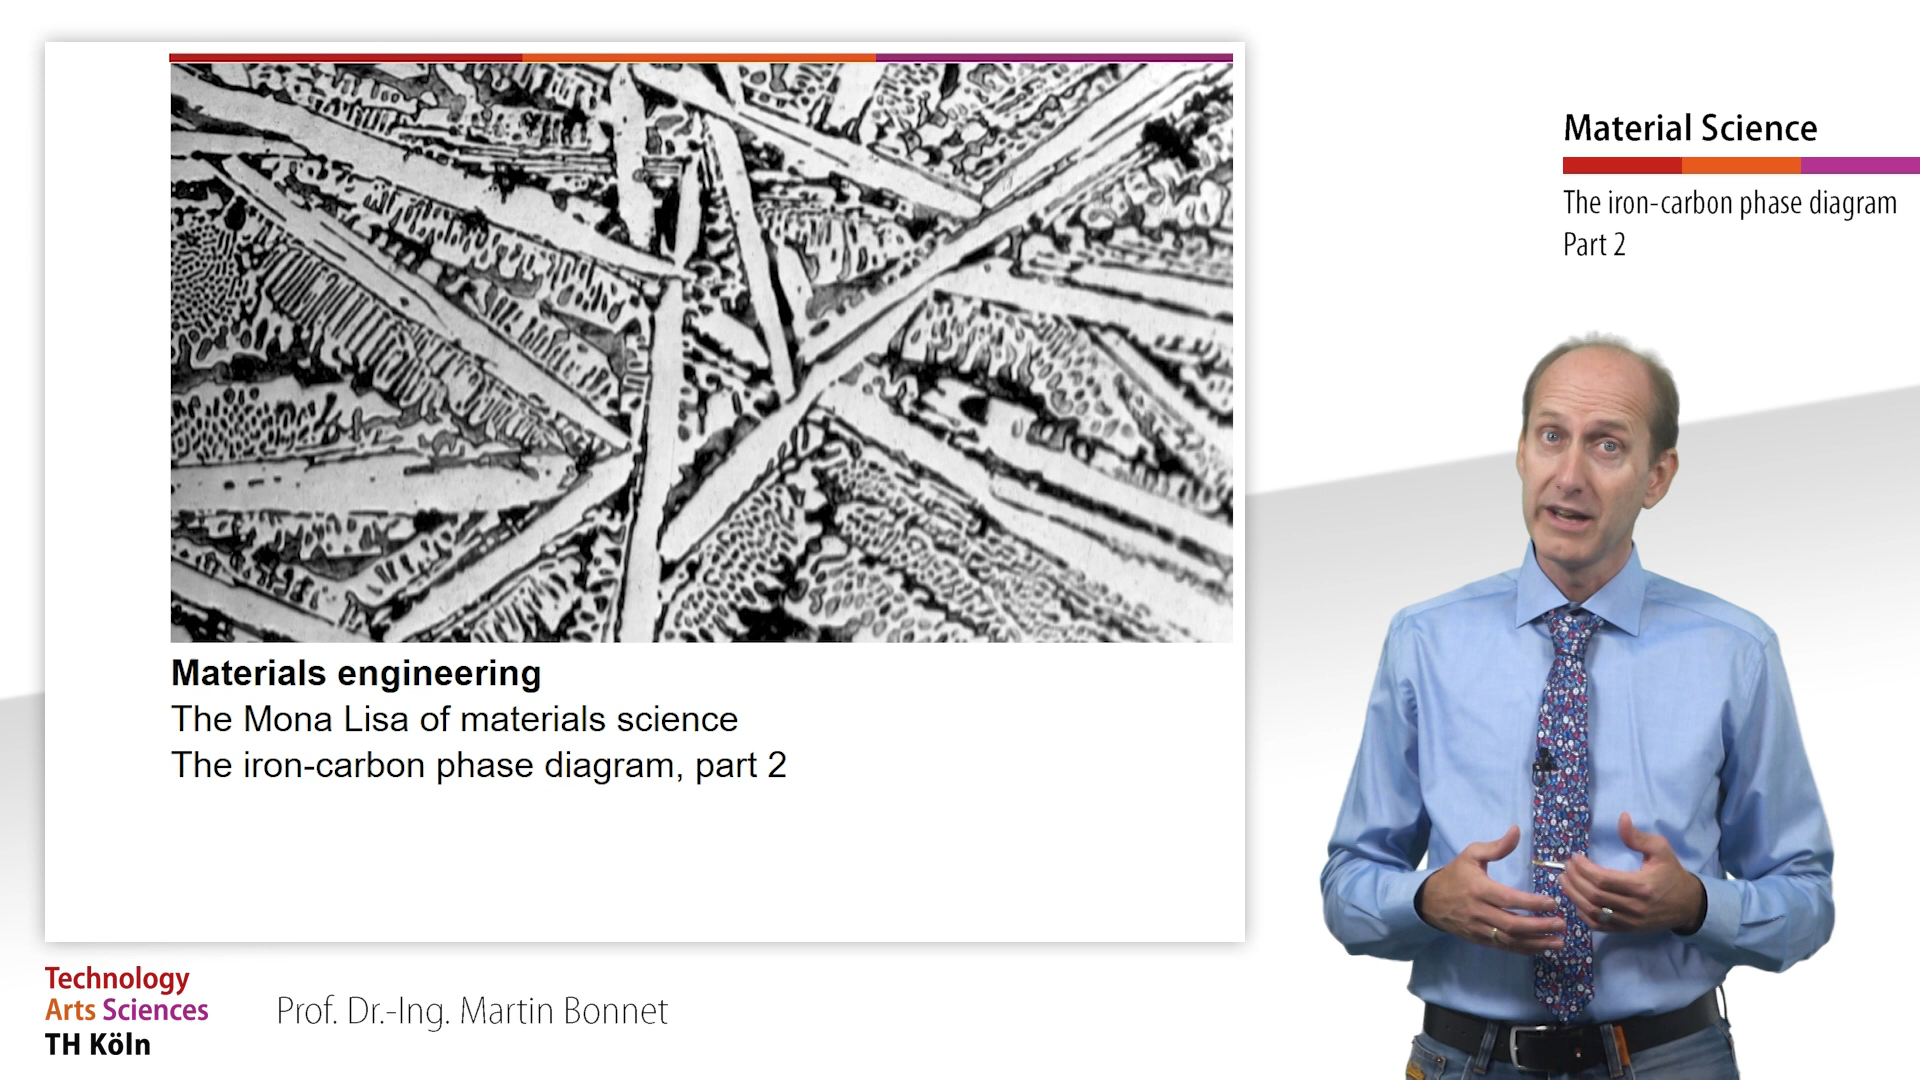 Material Science
The iron-carbon phase diagram
Part 2
Materials engineering
The Mona Lisa of materials science
The iron-carbon phase diagram, part 2
Technology
Arts Sciences
TH Köln
Prof. Dr.-Ing. Martin Bonnet